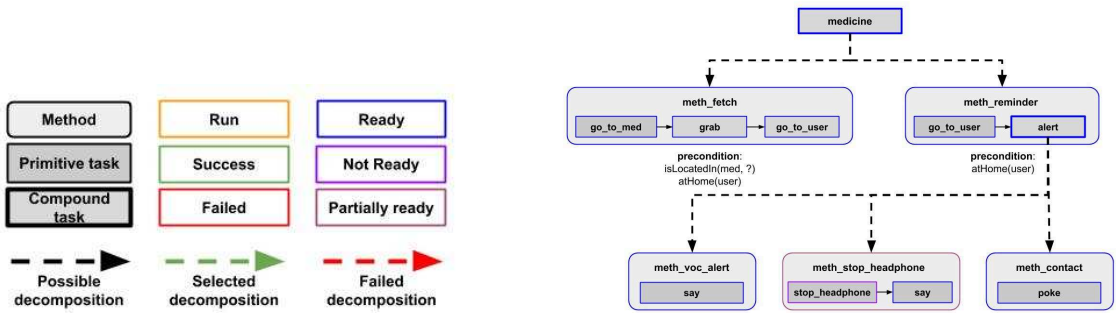 Method
Primitive task
Compound
task
Run
Success
Failed
Ready
Not Ready
Partially ready
Possible
decomposition
Selected
decomposition
Failed
decomposition
medicine
meth_fetch
go_to_med
grab
go_to_user
precondition:
isLocatedIn(med, ?)
atHome(user)
meth_reminder
go_to_user
alert
precondition:
atHome(user)
meth_voc_alert
say
meth_stop_headphone
stop_headphone
say
meth_contact
poke